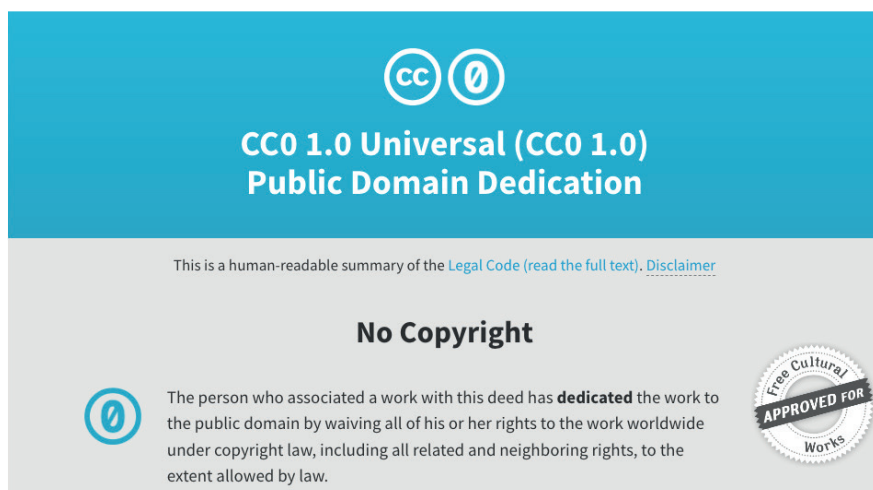 cc 0
CC0 1.0 Universal (CC0 1.0)
Public Domain Dedication
This is a human-readable summary of the Legal Code (read the full text). Disclaimer
No Copyright
0
The person who associated a work with this deed has dedicated the work to
the public domain by waiving all of his or her rights to the work worldwide
under copyright law, including all related and neighboring rights, to the
extent allowed by law.
Free Cultural
APPROVED FOR
Works